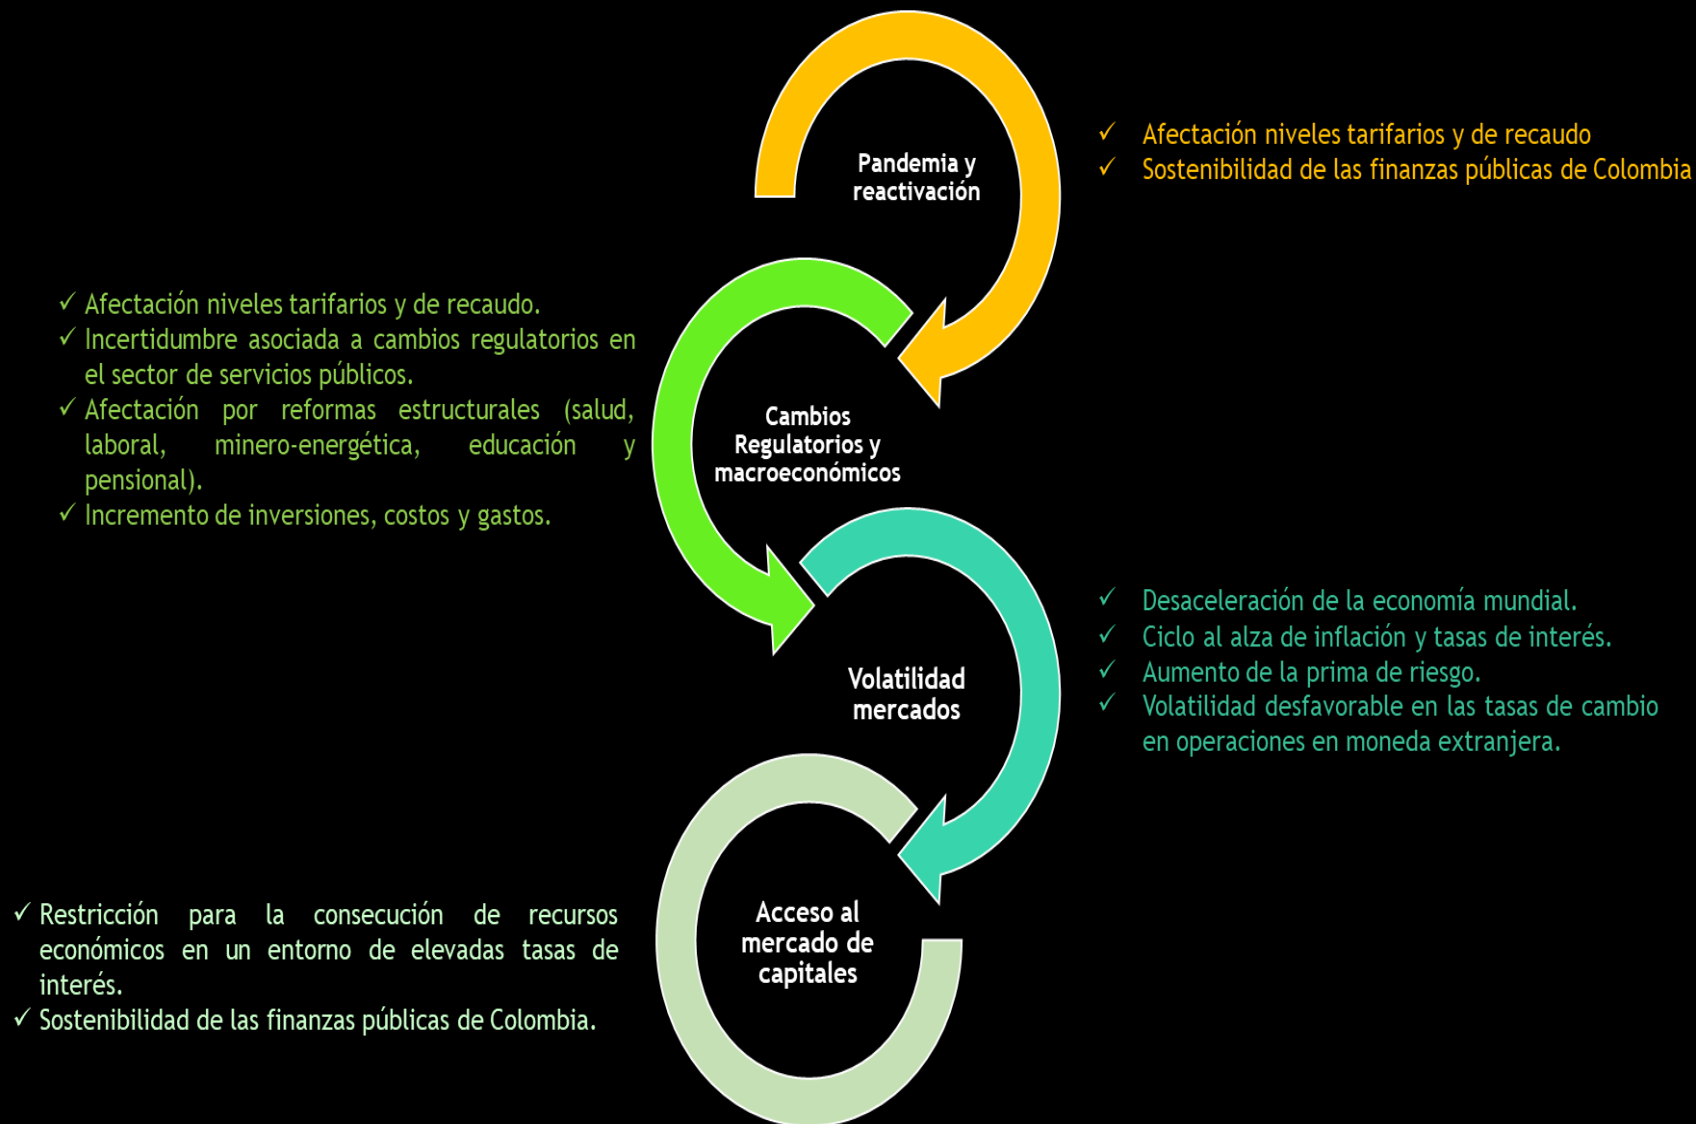 Pandemia y
reactivación
✓ Afectación niveles tarifarios y de recaudo
✓ Sostenibilidad de las finanzas públicas de Colombia
Cambios
Regulatorios y
macroeconómicos
✓ Afectación niveles tarifarios y de recaudo.
✓ Incertidumbre asociada a cambios regulatorios en
el sector de servicios públicos.
✓ Afectación por reformas estructurales (salud,
laboral, minero-energética, educación y
pensional).
✓ Incremento de inversiones, costos y gastos.
Volatilidad
mercados
✓ Desaceleración de la economía mundial.
✓ Ciclo al alza de inflación y tasas de interés.
✓ Aumento de la prima de riesgo.
✓ Volatilidad desfavorable en las tasas de cambio
en operaciones en moneda extranjera.
Acceso al
mercado de
capitales
✓ Restricción para la consecución de recursos
económicos en un entorno de elevadas tasas de
interés.
✓ Sostenibilidad de las finanzas públicas de Colombia.